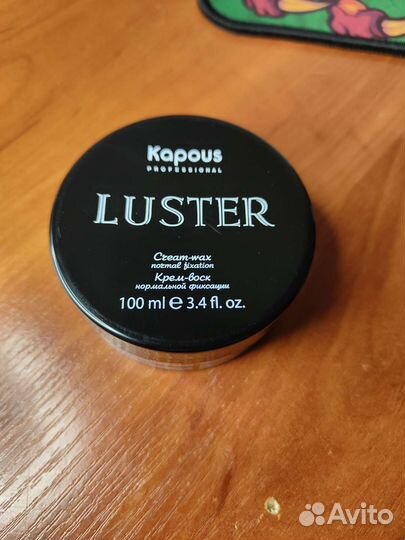 Kapous
PROFESSIONAL
LUSTER
Cream-wax
normal fixation
Крем-воск
нормальной фиксации
100 ml e 3.4 fl. oz.
Avito